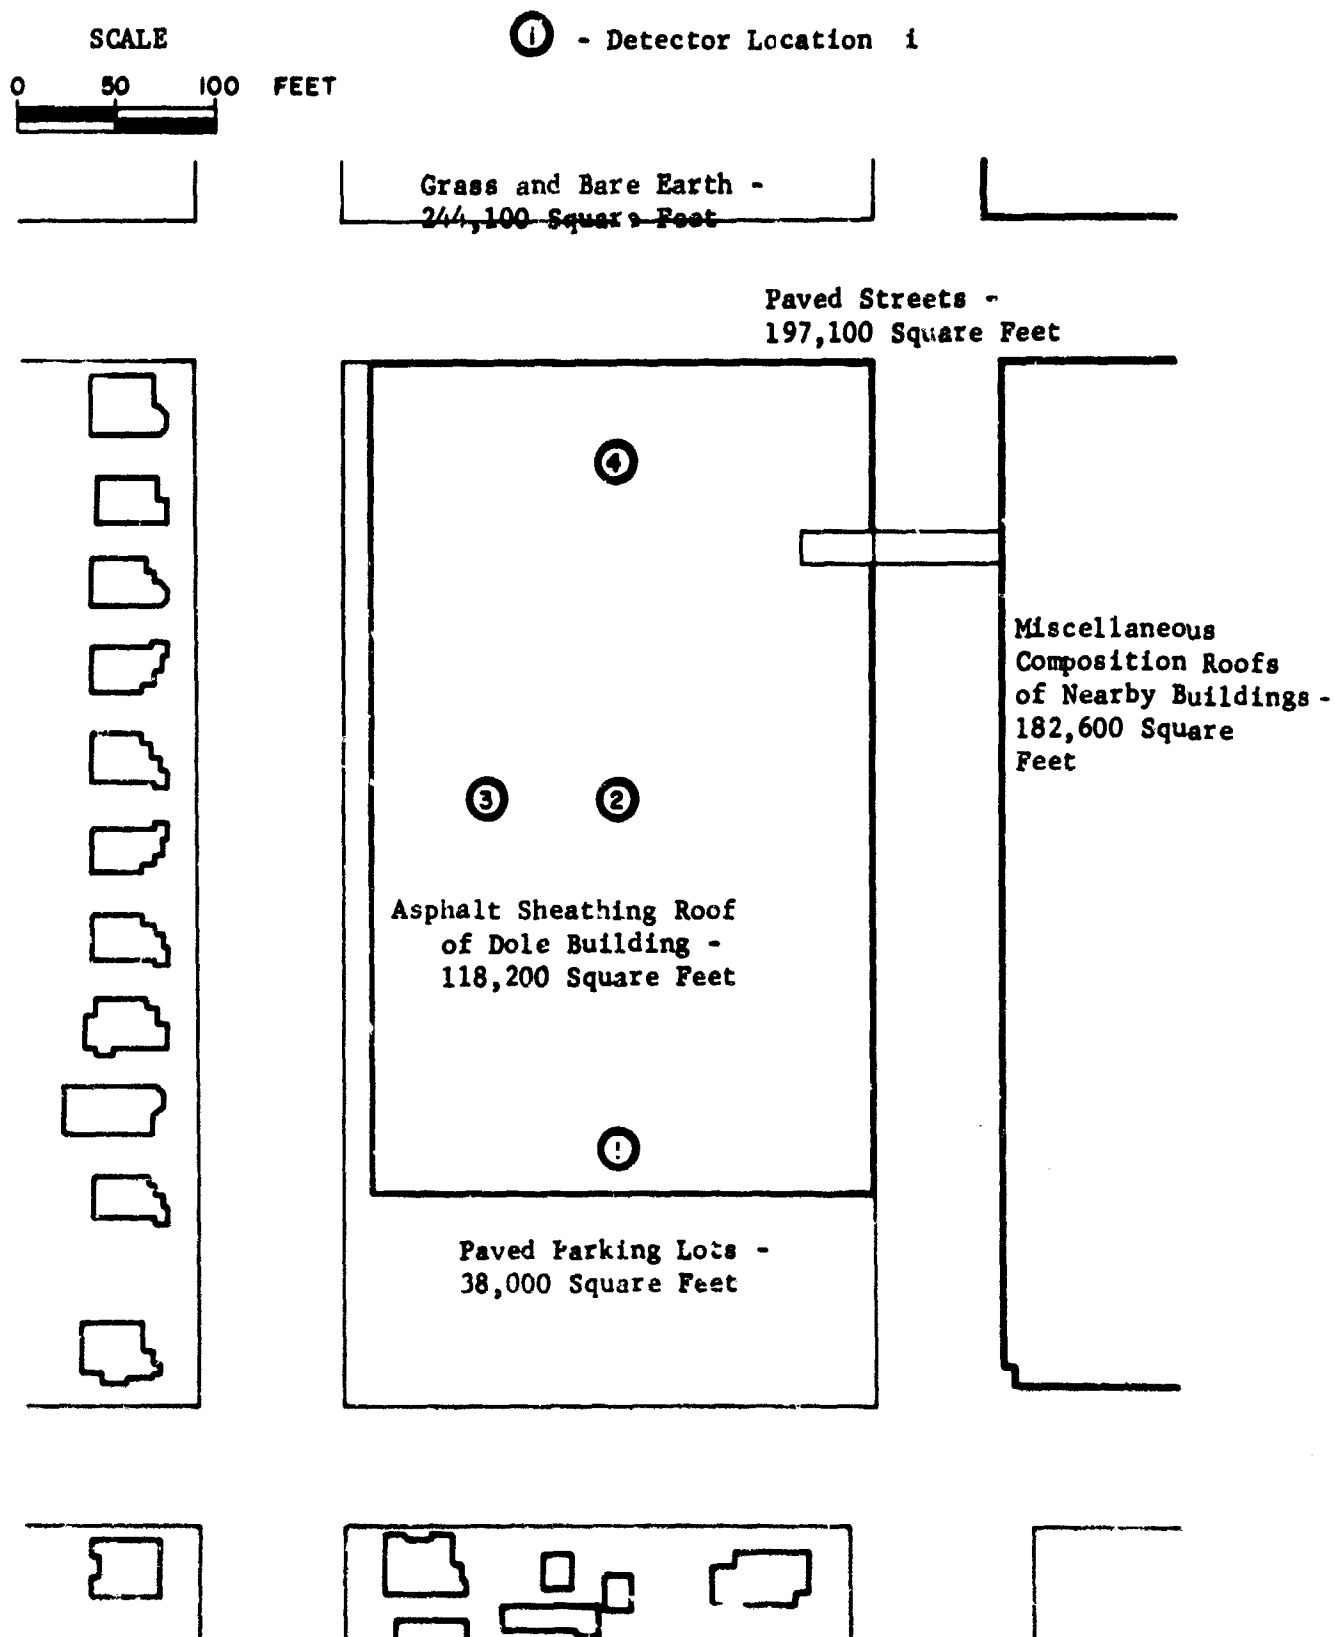 SCALE
0 50 100 FEET
i - Detector Location i
Grass and Bare Earth -
244,100 Square Feet
Paved Streets -
197,100 Square Feet
4
Miscellaneous
Composition Roofs
of Nearby Buildings -
182,600 Square
Feet
3 2
Asphalt Sheathing Roof
of Dole Building -
118,200 Square Feet
1
Paved Parking Lots -
38,000 Square Feet